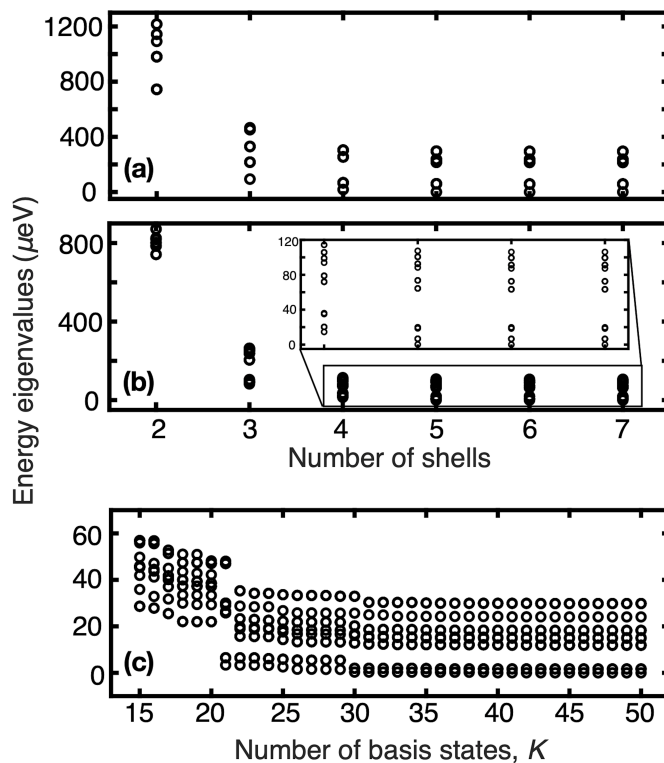 1200
800
400
0
(a)
Energy eigenvalues (μeV)
800
400
0
(b)
120
80
40
0
2 3 4 5 6 7
Number of shells
60
40
20
0
(c)
15 20 25 30 35 40 45 50
Number of basis states, K